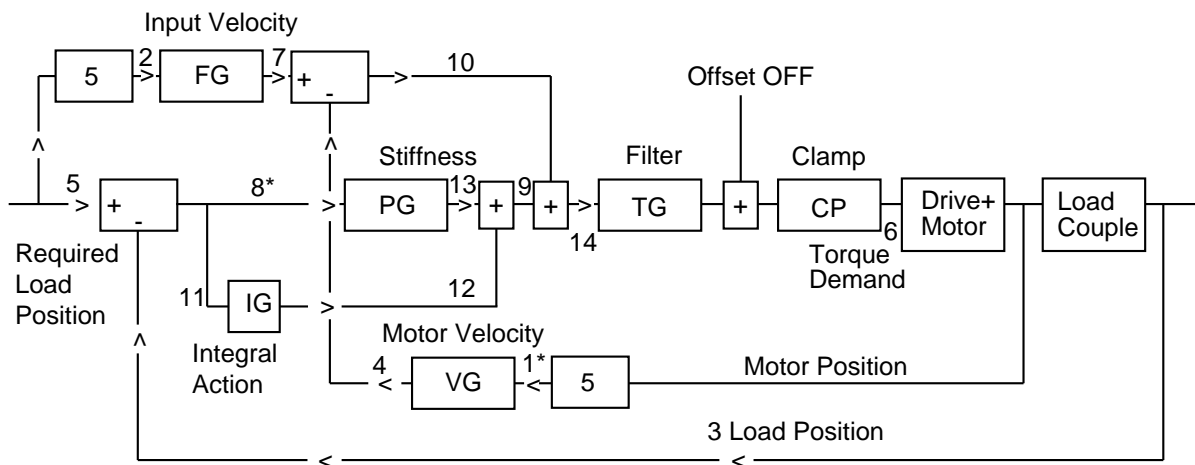 Input Velocity
5
2
FG
7
+
-
10
Offset OFF
Stiffness
Filter
Clamp
5
+
-
8*
PG
13
+
9
+
14
TG
+
CP
6
Drive+
Motor
Load
Couple
Required
Load
Position
Torque
Demand
11
IG
12
Integral
Action
Motor Velocity
4
VG
1*
5
Motor Position
3 Load Position